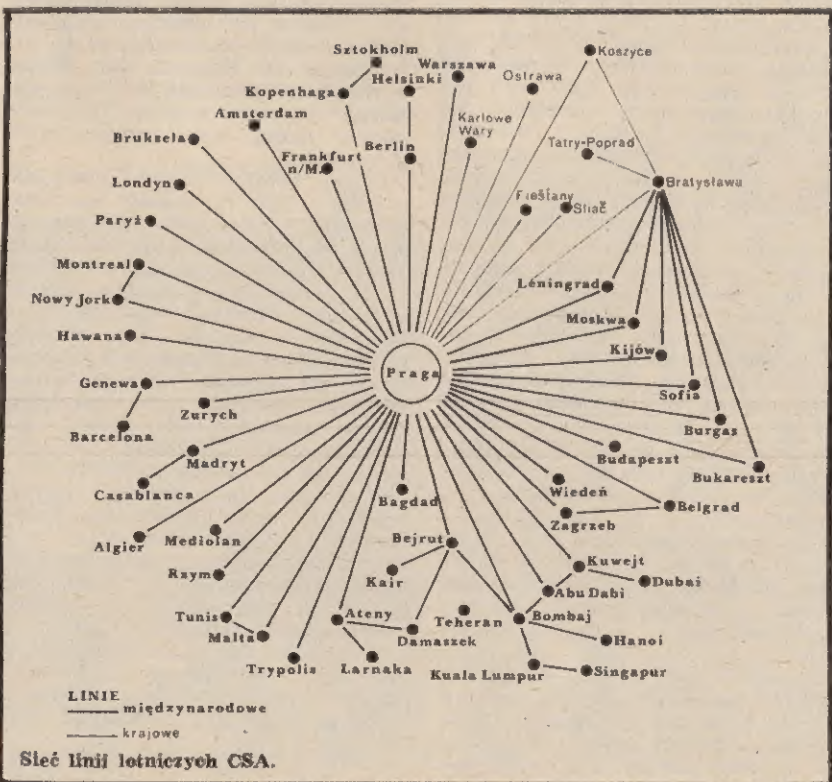 Sztokholm
Koszyce
Warszawa
Helsinki
Ostrawa
Kopenhaga
Amsterdam
Karlowe
Wary
Bruksela
Tatry-Poprad
Berlin
Frankfurt
n/M.
Londyn
Bratysława
Pieštany
Sliač
Paryż
Montreal
Léningrad
Nowy Jork
Moskwa
Hawana
Kijów
Praga
Genewa
Sofia
Zurych
Burgas
Barcelona
Budapeszt
Madryt
Bukareszt
Casablanca
Wiedeń
Bagdad
Belgrad
Zagrzeb
Algier
Mediolan
Bejrut
Kuwejt
Rzym
Kair
Dubai
Abu Dabi
Tunis
Ateny
Teheran
Bombaj
Malta
Damaszek
Hanoi
Trypolis
Larnaka
Kuala Lumpur
Singapur
LINIE
międzynarodowe
krajowe
Sieć linii lotniczych CSA.